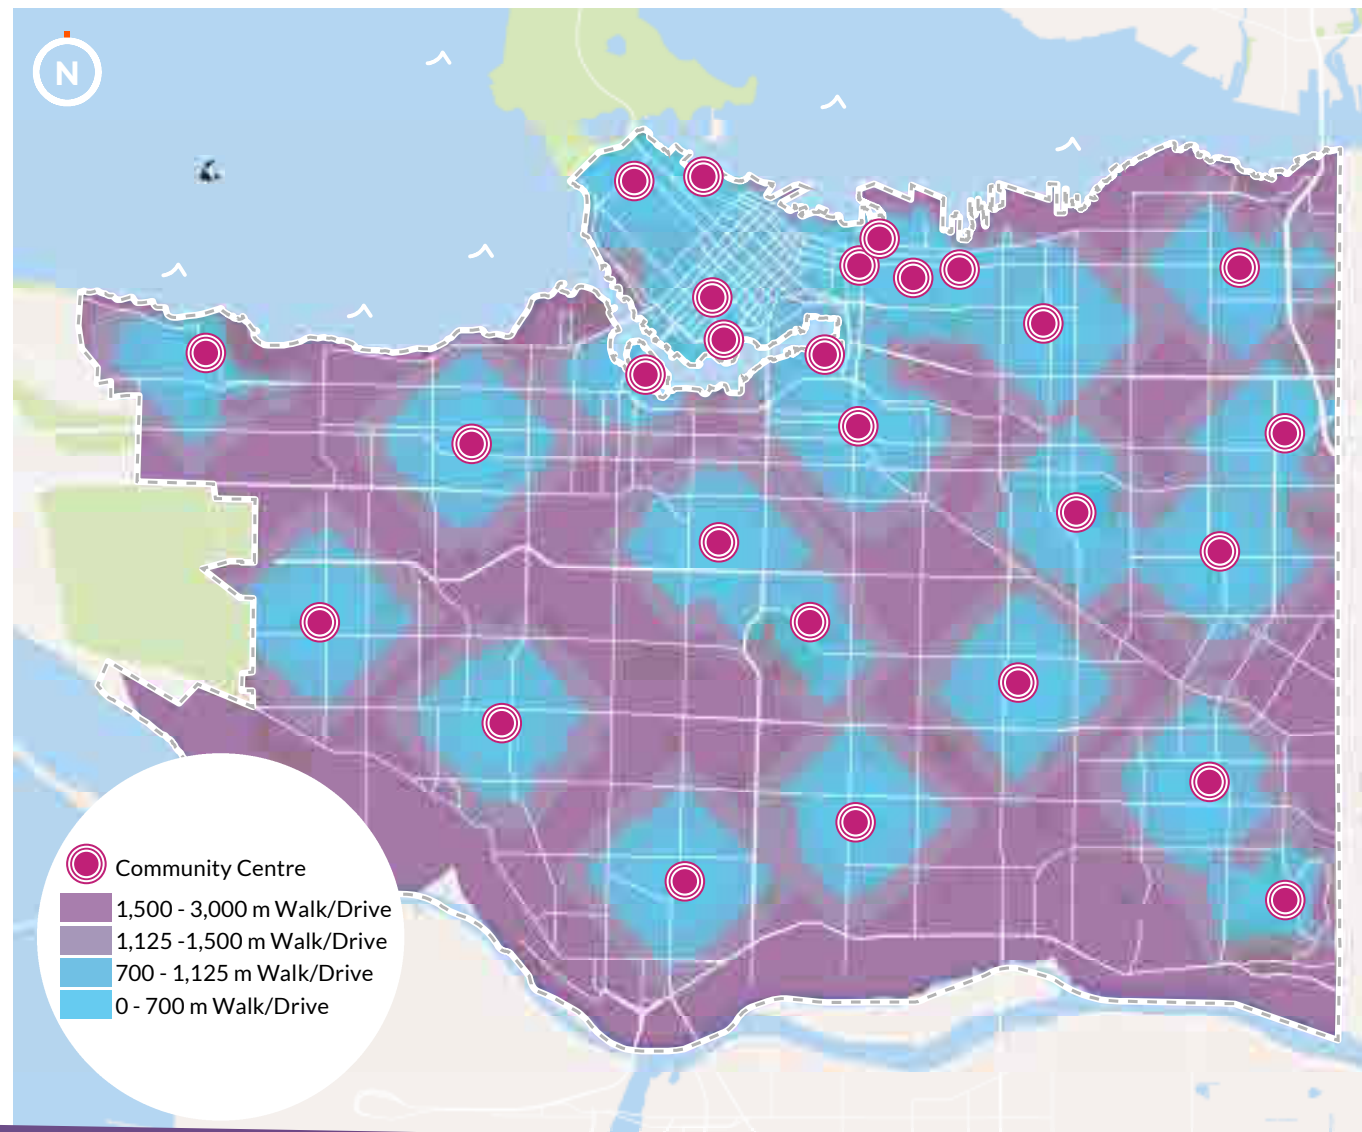 N
Community Centre
1,500 - 3,000 m Walk/Drive
1,125 -1,500 m Walk/Drive
700 - 1,125 m Walk/Drive
0 - 700 m Walk/Drive